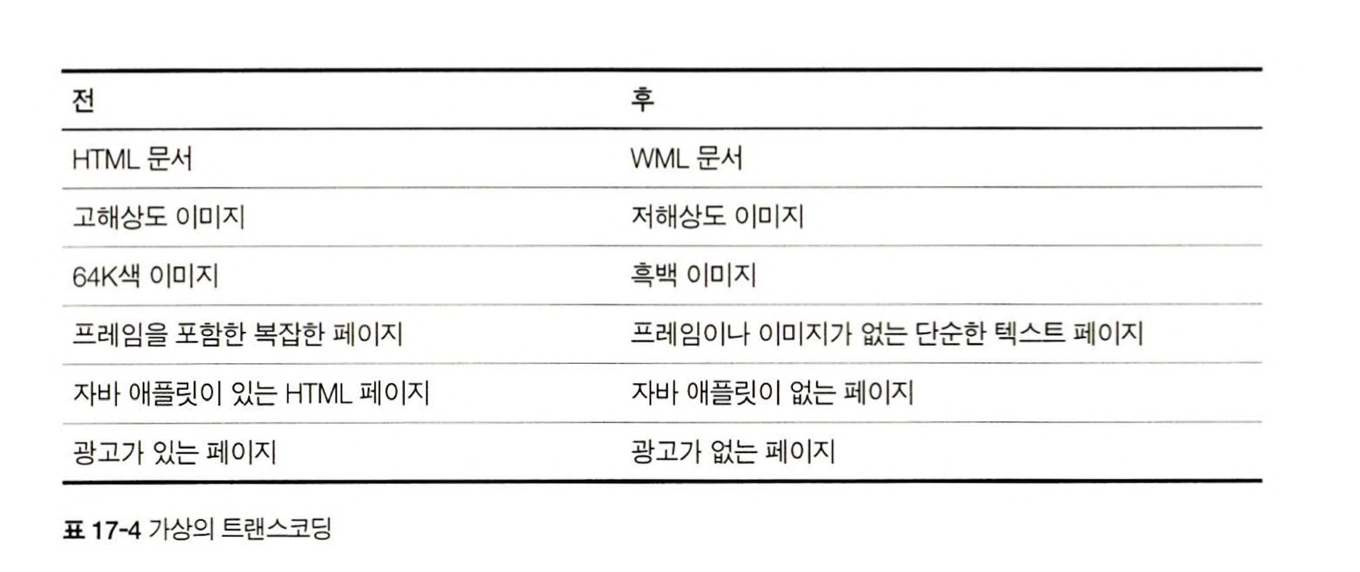 전 후
HTML 문서 WML 문서
고해상도 이미지 저해상도 이미지
64K색 이미지 흑백 이미지
프레임을 포함한 복잡한 페이지 프레임이나 이미지가 없는 단순한 텍스트 페이지
자바 애플릿이 있는 HTML 페이지 자바 애플릿이 없는 페이지
광고가 있는 페이지 광고가 없는 페이지
표 17-4 가상의 트랜스코딩